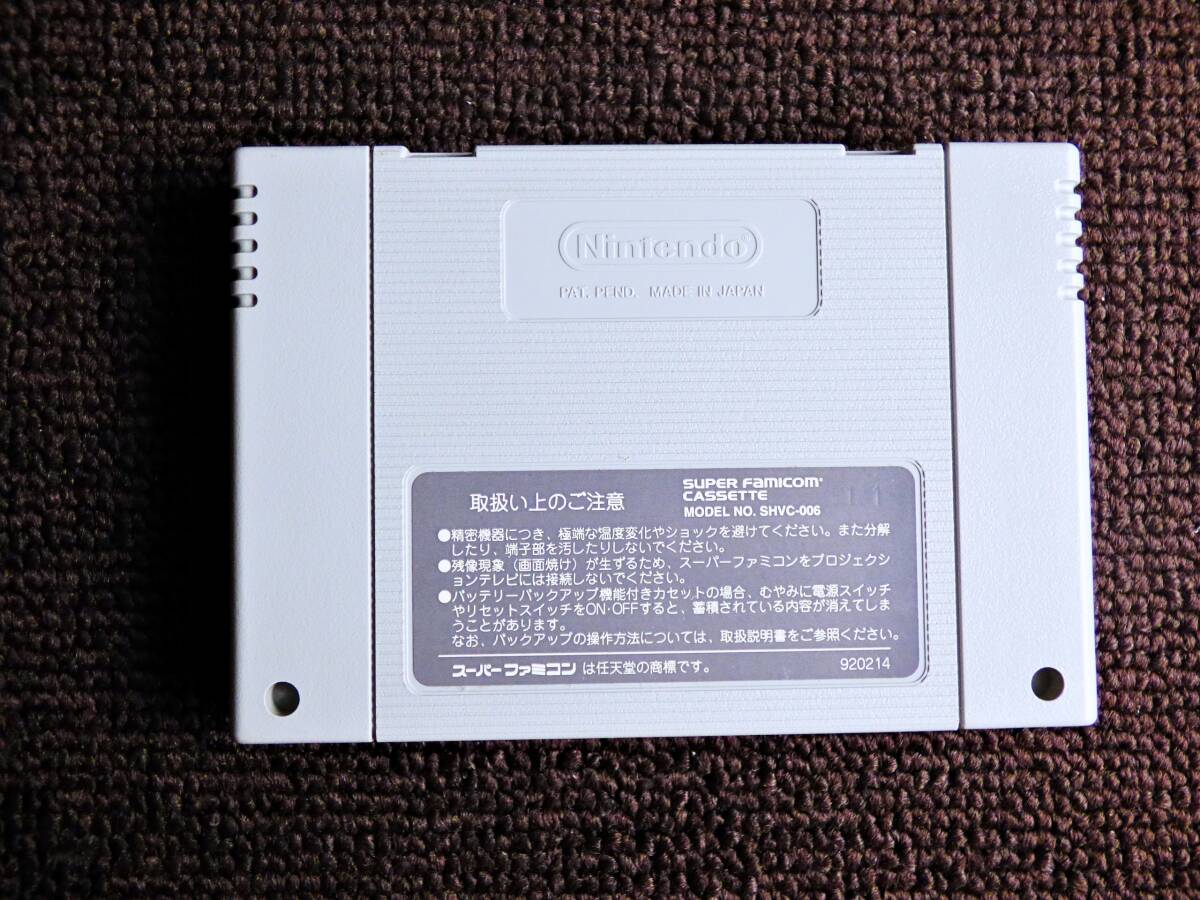 Nintendo®
PAT. PEND. MADE IN JAPAN
取扱い上のご注意
SUPER FAMICOM®
CASSETTE
MODEL NO. SHVC-006
11
●精密機器につき、極端な温度変化やショックを避けてください。また分解
したり、端子部を汚したりしないでください。
●残像現象（画面焼け）が生ずるため、スーパーファミコンをプロジェクシ
ョンテレビには接続しないでください。
●バッテリーバックアップ機能付きカセットの場合、むやみに電源スイッチ
やリセットスイッチをON･OFFすると、蓄積されている内容が消えてしま
うことがあります。
なお、バックアップの操作方法については、取扱説明書をご参照ください。
スーパーファミコン は任天堂の商標です。
920214